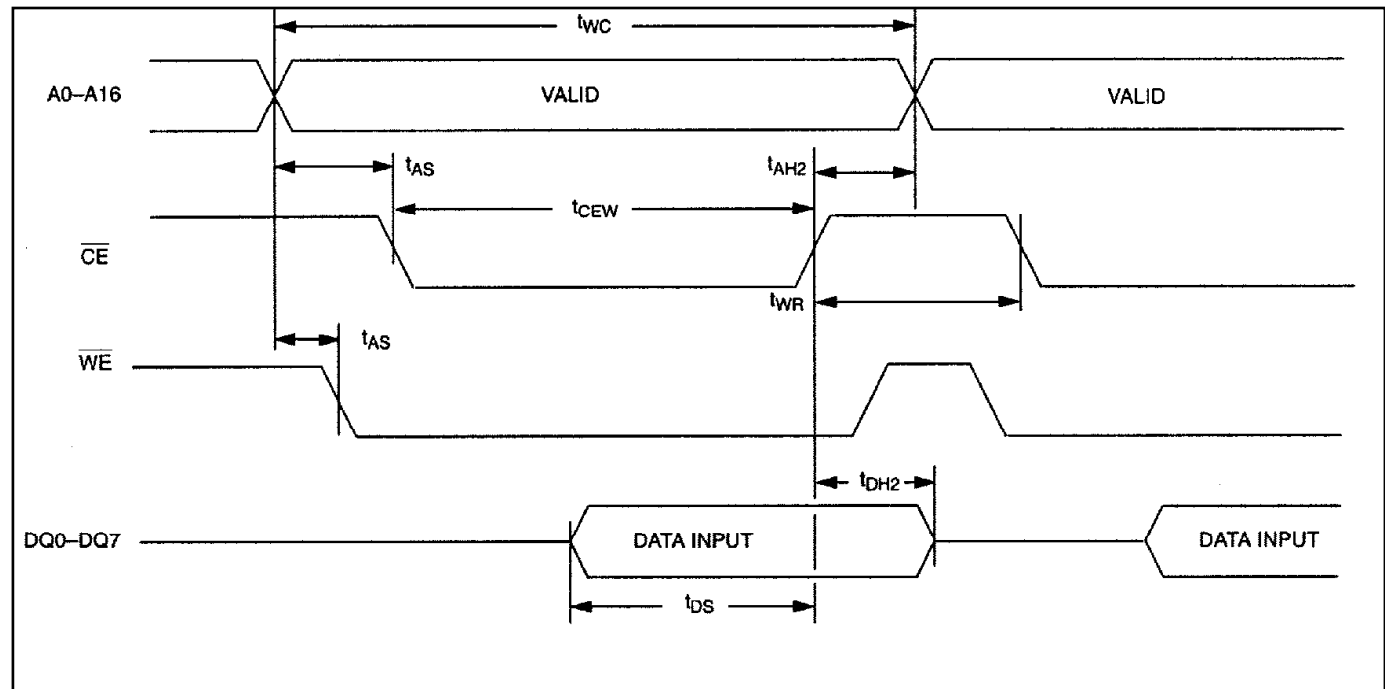 tWC
A0–A16
VALID
VALID
tAS
tAH2
tCEW
CE
tWR
tAS
WE
tDH2
DQ0–DQ7
DATA INPUT
DATA INPUT
tDS